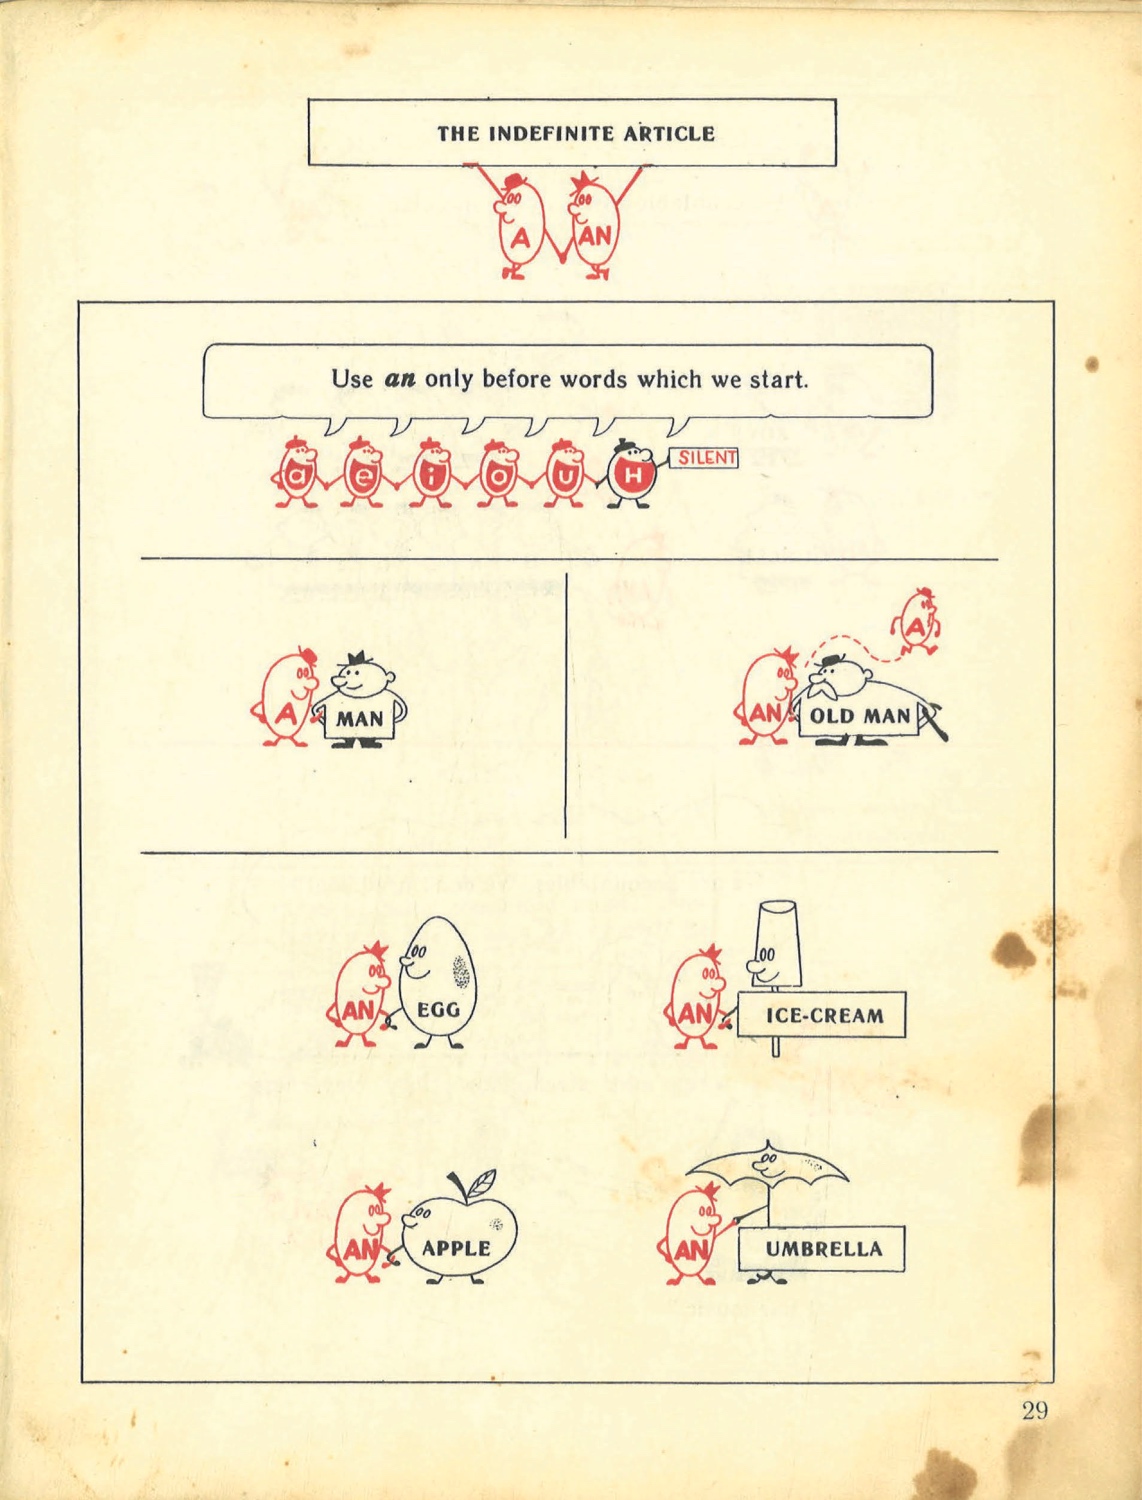 THE INDEFINITE ARTICLE
A AN
Use an only before words which we start.
a e i o u H SILENT
A
A MAN
AN OLD MAN
AN EGG
AN ICE-CREAM
AN APPLE
AN UMBRELLA
29